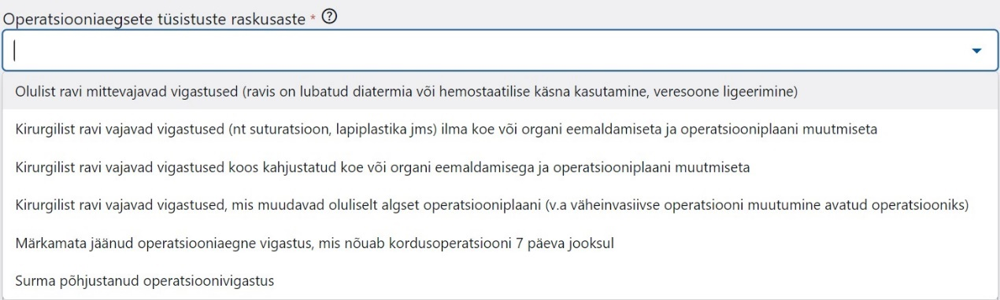 Operatsiooniaegsete tüsistuste raskusaste * ?
Olulist ravi mittevajavad vigastused (ravis on lubatud diatermia või hemostaatilise käsna kasutamine, veresoone ligeerimine)
Kirurgilist ravi vajavad vigastused (nt suturatsioon, lapiplastika jms) ilma koe või organi eemaldamiseta ja operatsiooniplaani muutmiseta
Kirurgilist ravi vajavad vigastused koos kahjustatud koe või organi eemaldamisega ja operatsiooniplaani muutmiseta
Kirurgilist ravi vajavad vigastused, mis muudavad oluliselt algset operatsiooniplaani (v.a väheinvasiivse operatsiooni muutumine avatud operatsiooniks)
Märkamata jäänud operatsiooniaegne vigastus, mis nõuab kordusoperatsiooni 7 päeva jooksul
Surma põhjustanud operatsioonivigastus